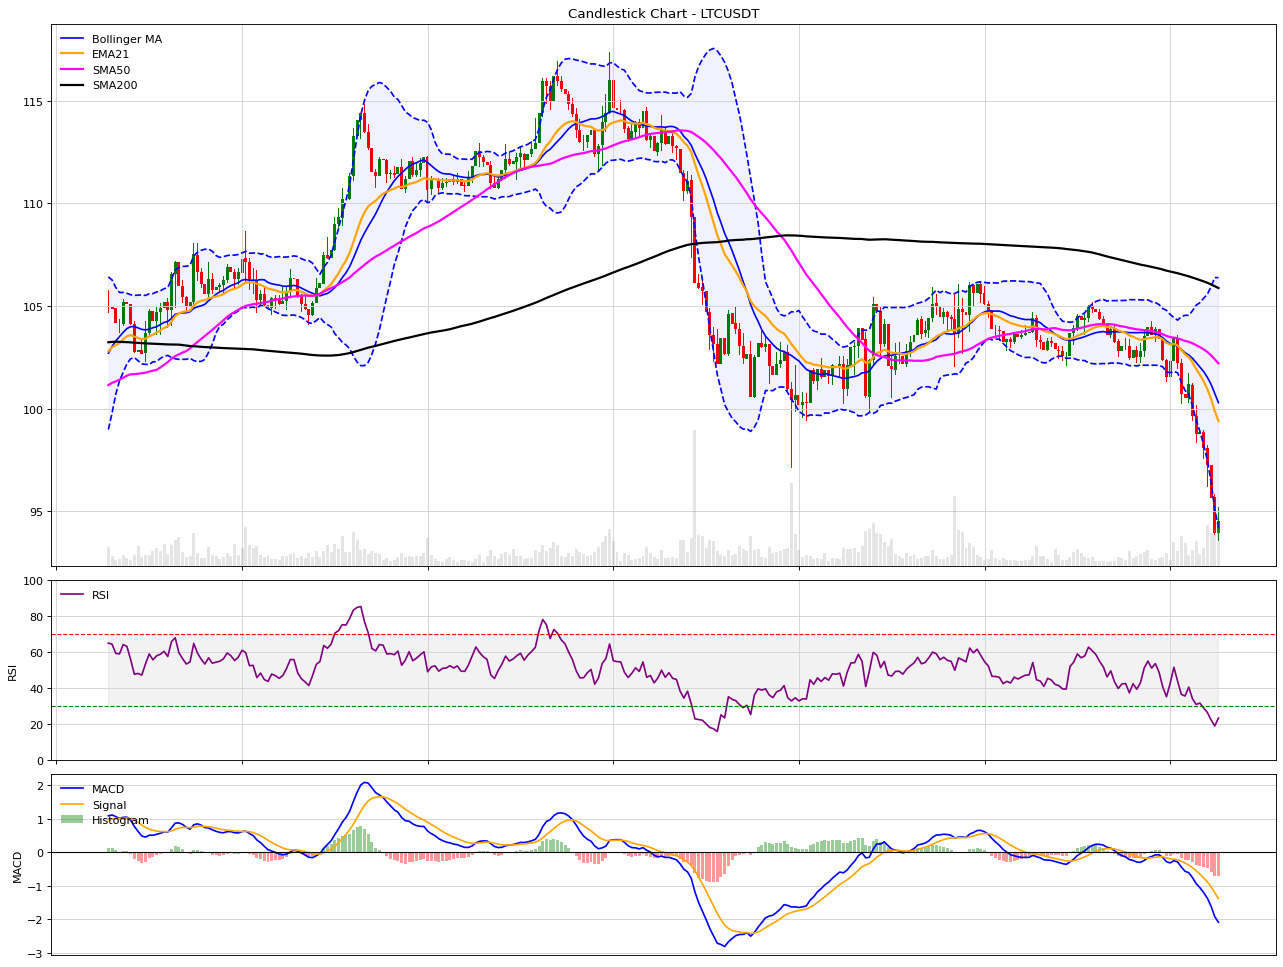 Candlestick Chart - LTCUSDT
Bollinger MA
EMA21
SMA50
SMA200
115
110
105
100
95
100
80
60
40
20
0
RSI
RSI
2
1
0
−1
−2
−3
MACD
MACD
Signal
Histogram